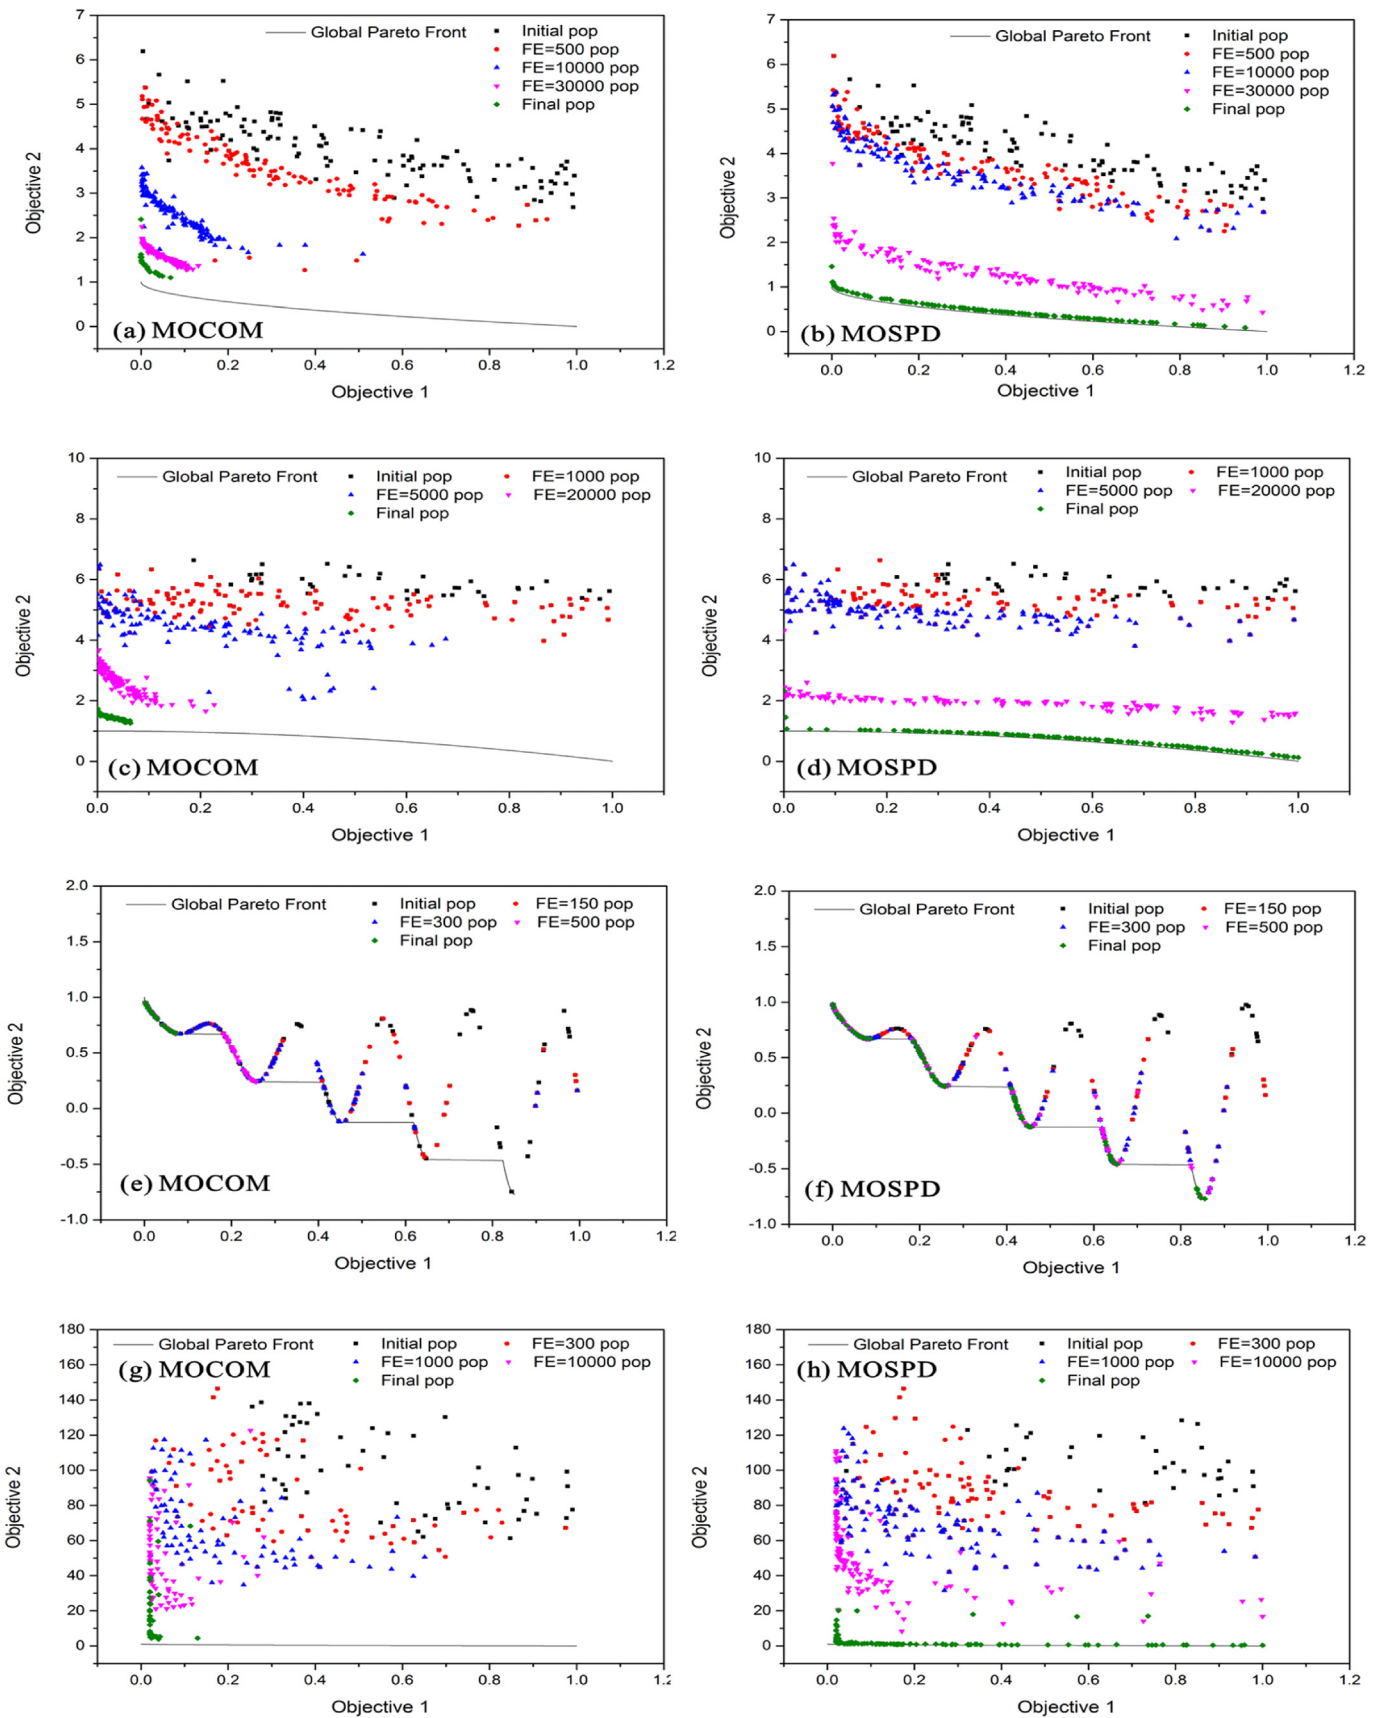 7
6
5
4
3
2
1
0
Objective 2
Global Pareto Front
Initial pop
FE=500 pop
FE=10000 pop
FE=30000 pop
Final pop
(a) MOCOM
0.0 0.2 0.4 0.6 0.8 1.0 1.2
Objective 1
7
6
5
4
3
2
1
0
Objective 2
Global Pareto Front
Initial pop
FE=500 pop
FE=10000 pop
FE=30000 pop
Final pop
(b) MOSPD
0.0 0.2 0.4 0.6 0.8 1.0 1.2
Objective 1
10
8
6
4
2
0
Objective 2
Global Pareto Front
Initial pop
FE=1000 pop
FE=5000 pop
FE=20000 pop
Final pop
(c) MOCOM
0.0 0.2 0.4 0.6 0.8 1.0
Objective 1
10
8
6
4
2
0
Objective 2
Global Pareto Front
Initial pop
FE=1000 pop
FE=5000 pop
FE=20000 pop
Final pop
(d) MOSPD
0.0 0.2 0.4 0.6 0.8 1.0
Objective 1
2.0
1.5
1.0
0.5
0.0
-0.5
-1.0
Objective 2
Global Pareto Front
Initial pop
FE=150 pop
FE=300 pop
FE=500 pop
Final pop
(e) MOCOM
0.0 0.2 0.4 0.6 0.8 1.0 1.2
Objective 1
2.0
1.5
1.0
0.5
0.0
-0.5
-1.0
Objective 2
Global Pareto Front
Initial pop
FE=150 pop
FE=300 pop
FE=500 pop
Final pop
(f) MOSPD
0.0 0.2 0.4 0.6 0.8 1.0 1.2
Objective 1
180
160
140
120
100
80
60
40
20
0
Objective 2
Global Pareto Front
Initial pop
FE=300 pop
FE=1000 pop
FE=10000 pop
Final pop
(g) MOCOM
0.0 0.2 0.4 0.6 0.8 1.0 1.2
Objective 1
180
160
140
120
100
80
60
40
20
0
Objective 2
Global Pareto Front
Initial pop
FE=300 pop
FE=1000 pop
FE=10000 pop
Final pop
(h) MOSPD
0.0 0.2 0.4 0.6 0.8 1.0 1.2
Objective 1